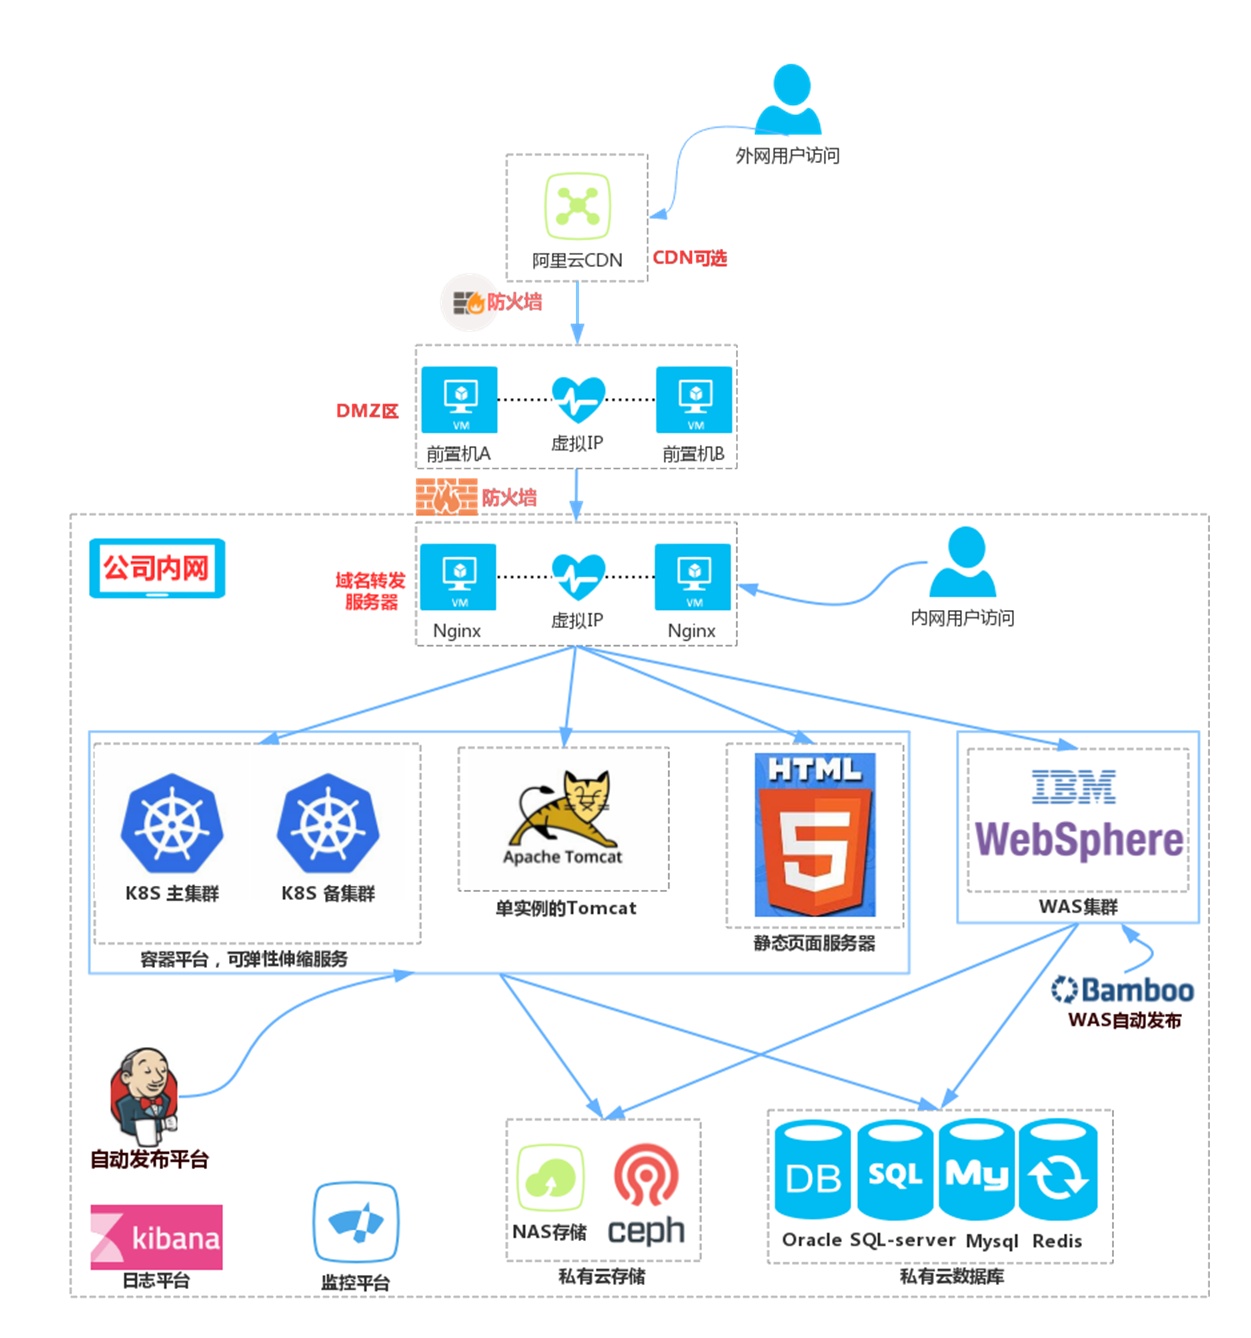 外网用户访问
阿里云CDN
CDN可选
防火墙
DMZ区
VM
VM
前置机A
虚拟IP
前置机B
防火墙
公司内网
域名转发
服务器
VM
VM
Nginx
虚拟IP
Nginx
内网用户访问
K8S 主集群
K8S 备集群
容器平台，可弹性伸缩服务
Apache Tomcat
单实例的Tomcat
HTML
5
静态页面服务器
IBM
WebSphere
WAS集群
Bamboo
WAS自动发布
自动发布平台
kibana
日志平台
监控平台
NAS存储
ceph
私有云存储
DB
SQL
My
Oracle
SQL-server
Mysql
Redis
私有云数据库